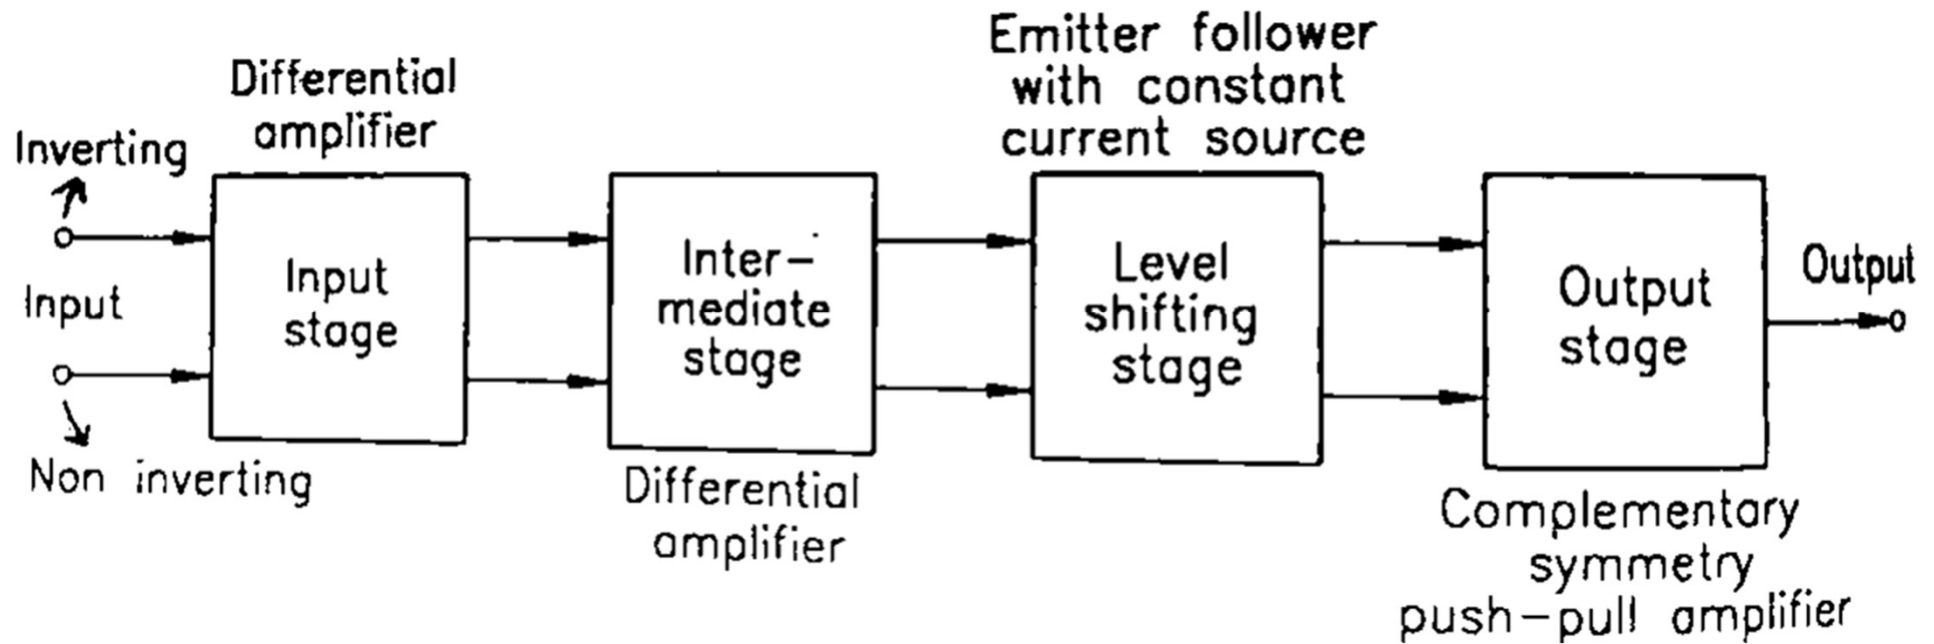 Inverting
Input
Non inverting
Differential
amplifier
Input
stage
Inter-
mediate
stage
Differential
amplifier
Emitter follower
with constant
current source
Level
shifting
stage
Output
stage
Complementary
symmetry
push-pull amplifier
Output